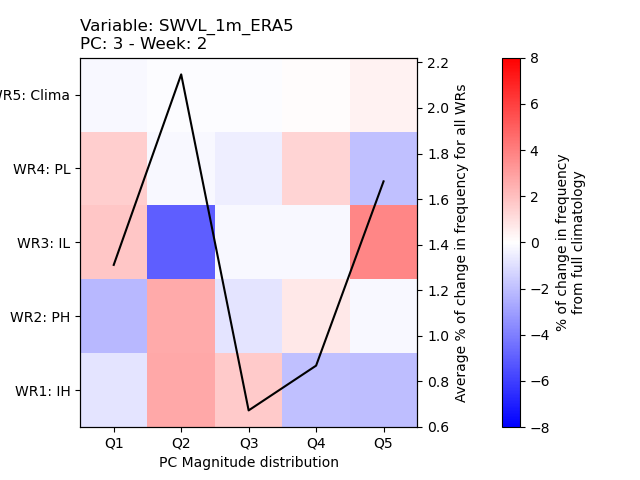 Variable: SWVL_1m_ERA5
PC: 3 - Week: 2
R5: Clima
WR4: PL
WR3: IL
WR2: PH
WR1: IH
Q1 Q2 Q3 Q4 Q5
PC Magnitude distribution
2.2
2.0
1.8
1.6
1.4
1.2
1.0
0.8
0.6
Average % of change in frequency for all WRs
8
6
4
2
0
−2
−4
−6
−8
% of change in frequency
from full climatology